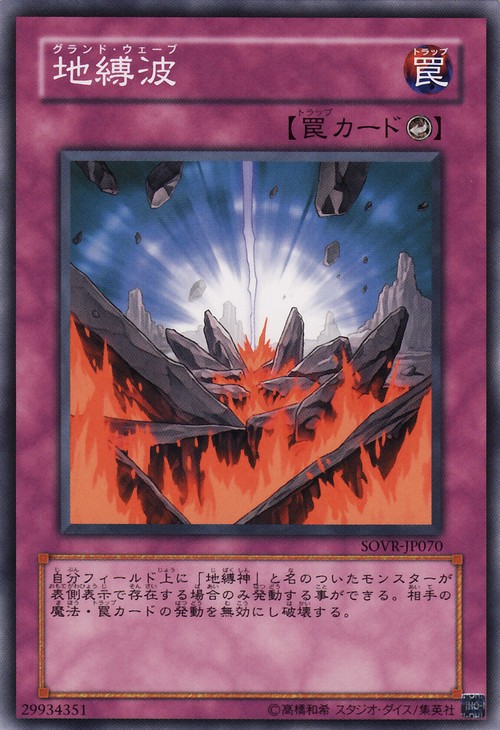 グランド・ウェーブ
地縛波
トラップ
罠
トラップ
【罠カード】
SOVR-JP070
自分フィールド上に「地縛神」と名のついたモンスターが
表側表示で存在する場合のみ発動する事ができる。相手の
魔法・罠カードの発動を無効にし破壊する。
29934351
©高橋和希 スタジオ・ダイス/集英社